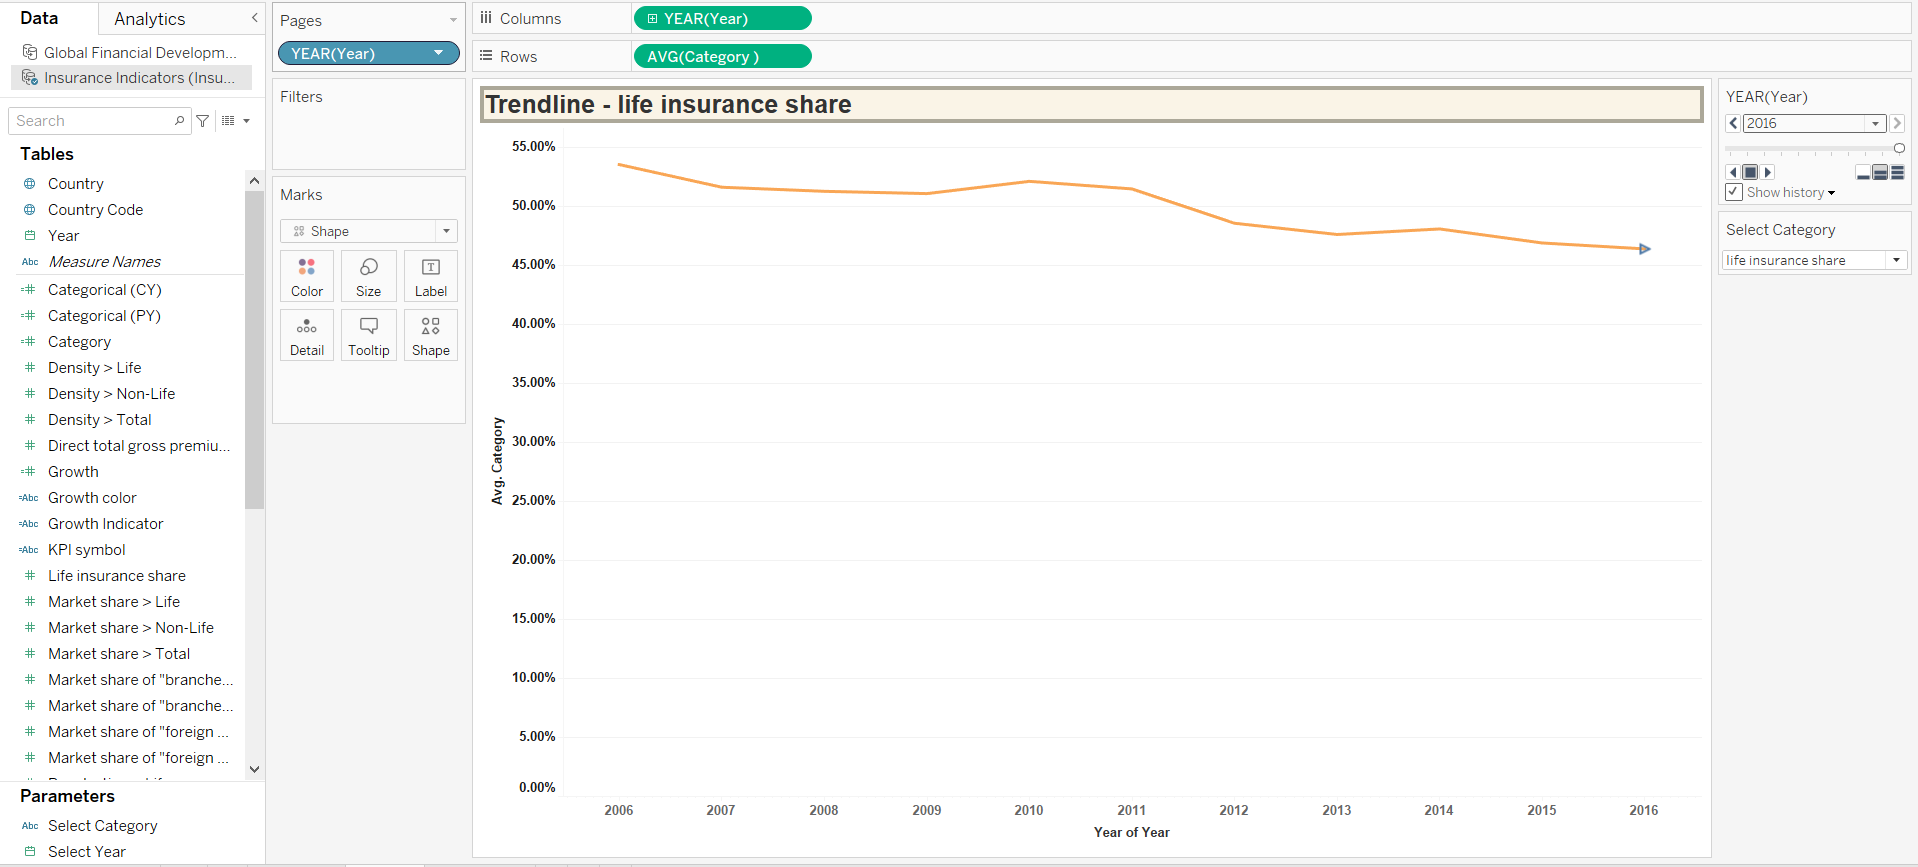 Data
Analytics
Global Financial Developm...
Insurance Indicators (Insu...
Search
Tables
Country
Country Code
Year
Abc Measure Names
Categorical (CY)
Categorical (PY)
Category
Density > Life
Density > Non-Life
Density > Total
Direct total gross premiu...
Growth
=Abc Growth color
=Abc Growth Indicator
=Abc KPI symbol
Life insurance share
Market share > Life
Market share > Non-Life
Market share > Total
Market share of "branche...
Market share of "branche...
Market share of "foreign ...
Market share of "foreign ...
Parameters
Abc Select Category
Select Year
Pages
YEAR(Year)
Filters
Marks
Shape
Color Size Label
Detail Tooltip Shape
Columns YEAR(Year)
Rows AVG(Category )
Trendline - life insurance share
55.00%
50.00%
45.00%
40.00%
35.00%
30.00%
25.00%
20.00%
15.00%
10.00%
5.00%
0.00%
Avg. Category
2006 2007 2008 2009 2010 2011 2012 2013 2014 2015 2016
Year of Year
YEAR(Year)
2016
Show history
Select Category
life insurance share